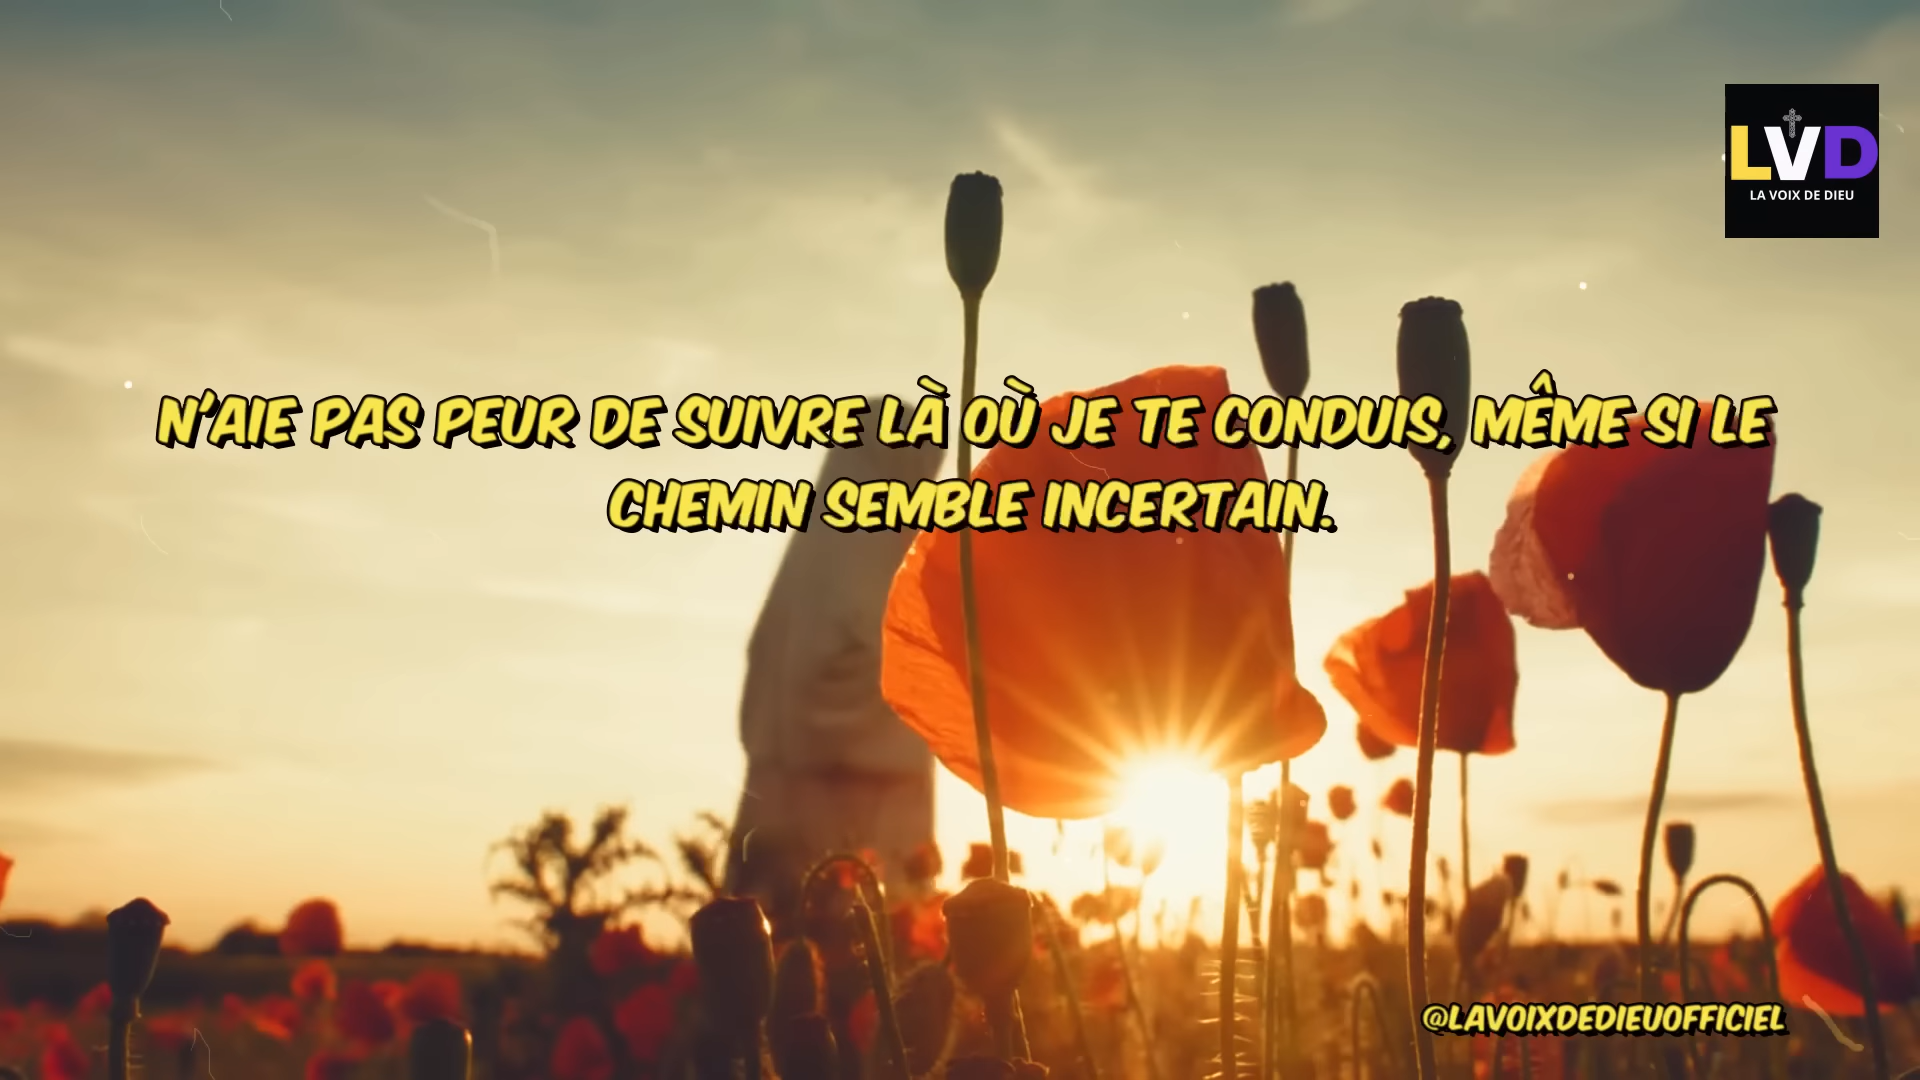 LVD
LA VOIX DE DIEU
N'AIE PAS PEUR DE SUIVRE LÀ OÙ JE TE CONDUIS, MÊME SI LE
CHEMIN SEMBLE INCERTAIN.
@LAVOIXDEDIEUOFFICIEL